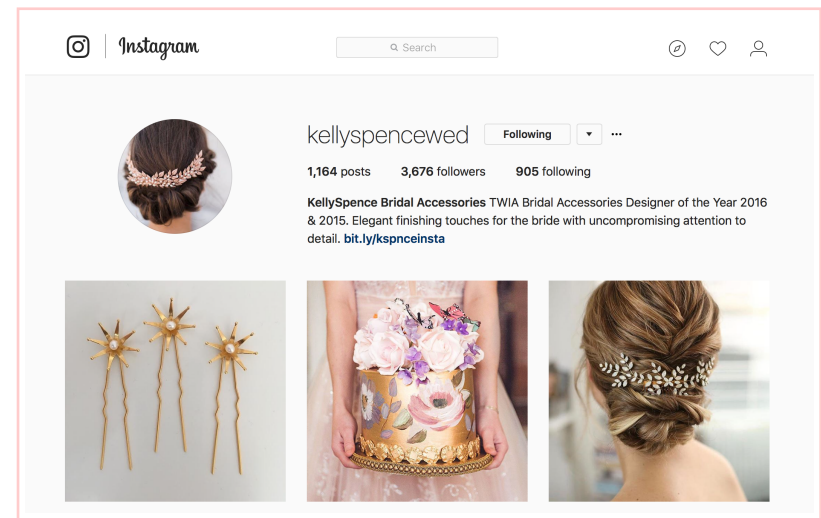 Instagram
Search
kellyspencewed Following
1,164 posts 3,676 followers 905 following
KellySpence Bridal Accessories TWIA Bridal Accessories Designer of the Year 2016
& 2015. Elegant finishing touches for the bride with uncompromising attention to
detail. bit.ly/kspnceinsta